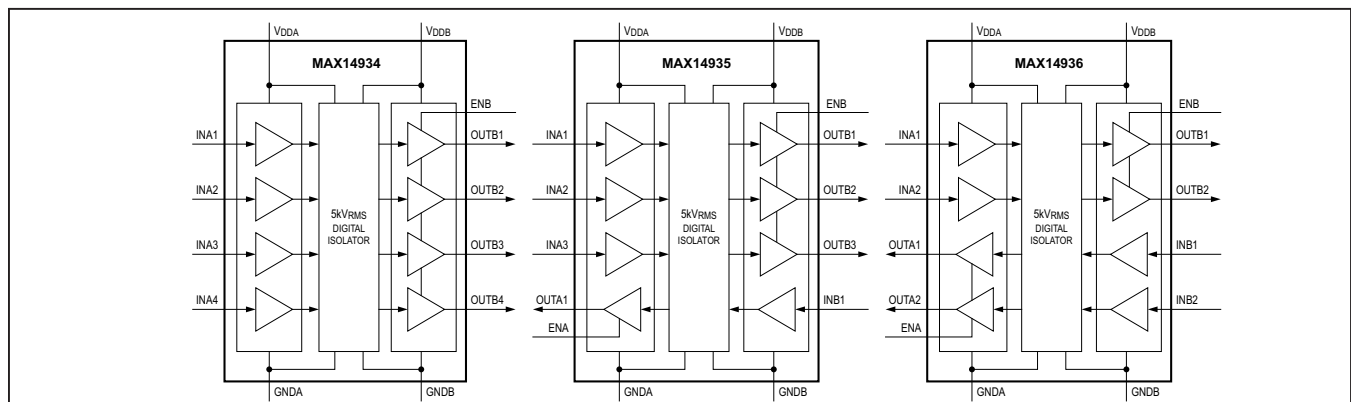 VDDA
VDDB
MAX14934
ENB
INA1
OUTB1
INA2
OUTB2
5kVRMS
DIGITAL
ISOLATOR
INA3
OUTB3
INA4
OUTB4
GNDA
GNDB
VDDA
VDDB
MAX14935
ENB
INA1
OUTB1
INA2
OUTB2
5kVRMS
DIGITAL
ISOLATOR
INA3
OUTB3
OUTA1
INB1
ENA
GNDA
GNDB
VDDA
VDDB
MAX14936
ENB
INA1
OUTB1
INA2
OUTB2
5kVRMS
DIGITAL
ISOLATOR
OUTA1
INB1
OUTA2
INB2
ENA
GNDA
GNDB